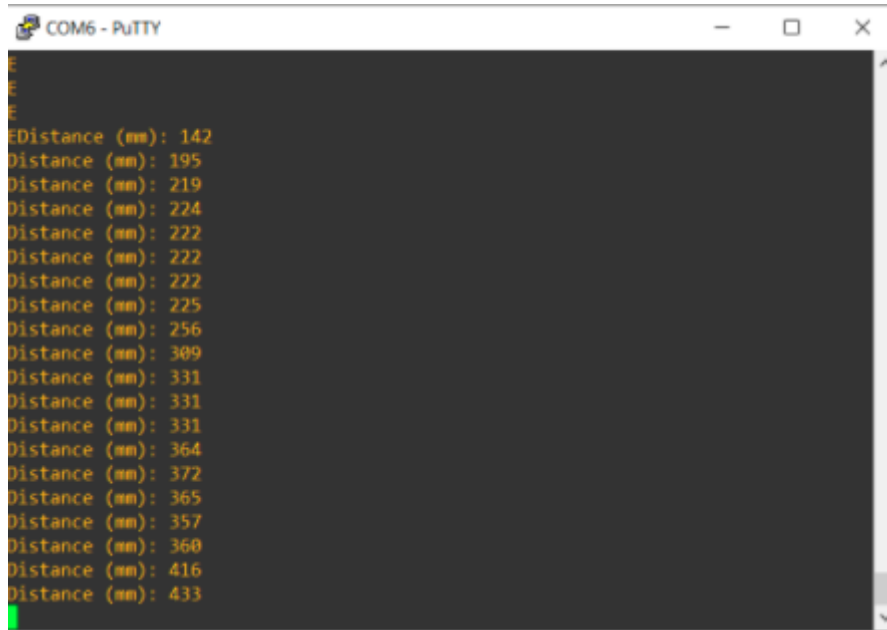 COM6 - PuTTY
E
E
E
EDistance (mm): 142
Distance (mm): 195
Distance (mm): 219
Distance (mm): 224
Distance (mm): 222
Distance (mm): 222
Distance (mm): 222
Distance (mm): 225
Distance (mm): 256
Distance (mm): 309
Distance (mm): 331
Distance (mm): 331
Distance (mm): 331
Distance (mm): 364
Distance (mm): 372
Distance (mm): 365
Distance (mm): 357
Distance (mm): 360
Distance (mm): 416
Distance (mm): 433